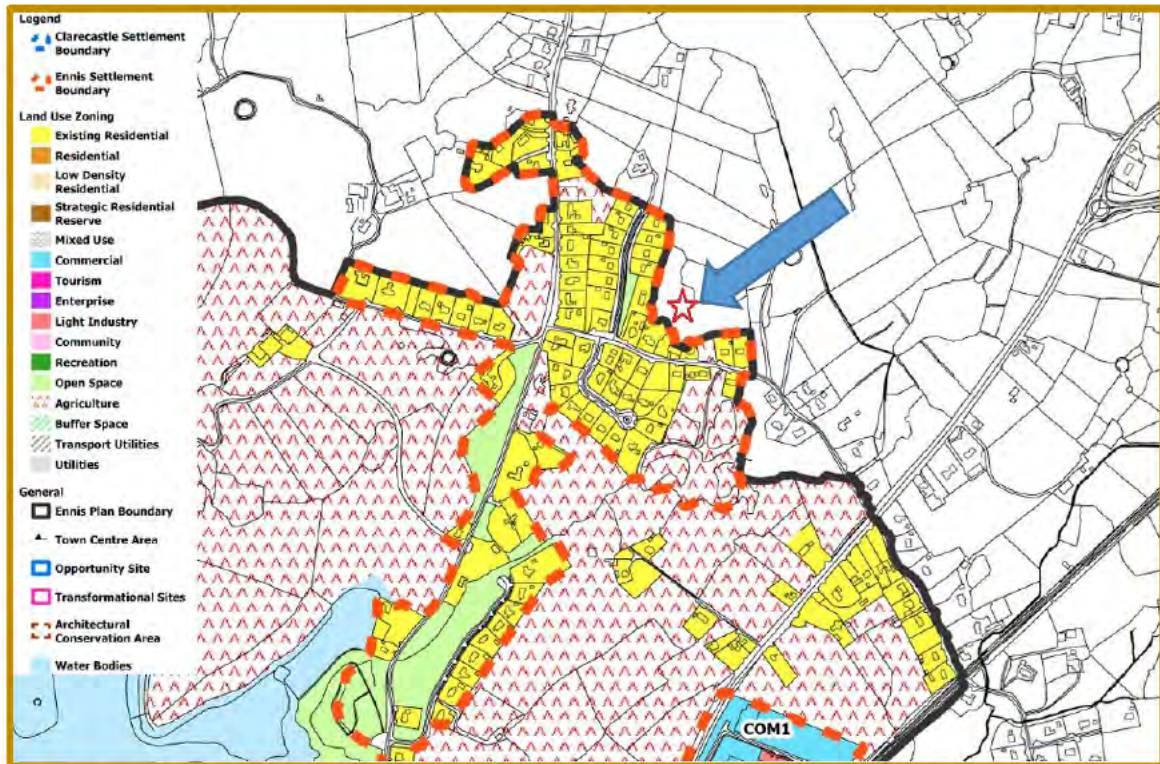 Legend
Clarecastle Settlement
Boundary
Ennis Settlement
Boundary
Land Use Zoning
Existing Residential
Residential
Low Density
Residential
Strategic Residential
Reserve
Mixed Use
Commercial
Tourism
Enterprise
Light Industry
Community
Recreation
Open Space
Agriculture
Buffer Space
Transport Utilities
Utilities
General
Ennis Plan Boundary
Town Centre Area
Opportunity Site
Transformational Sites
Architectural
Conservation Area
Water Bodies
COM1